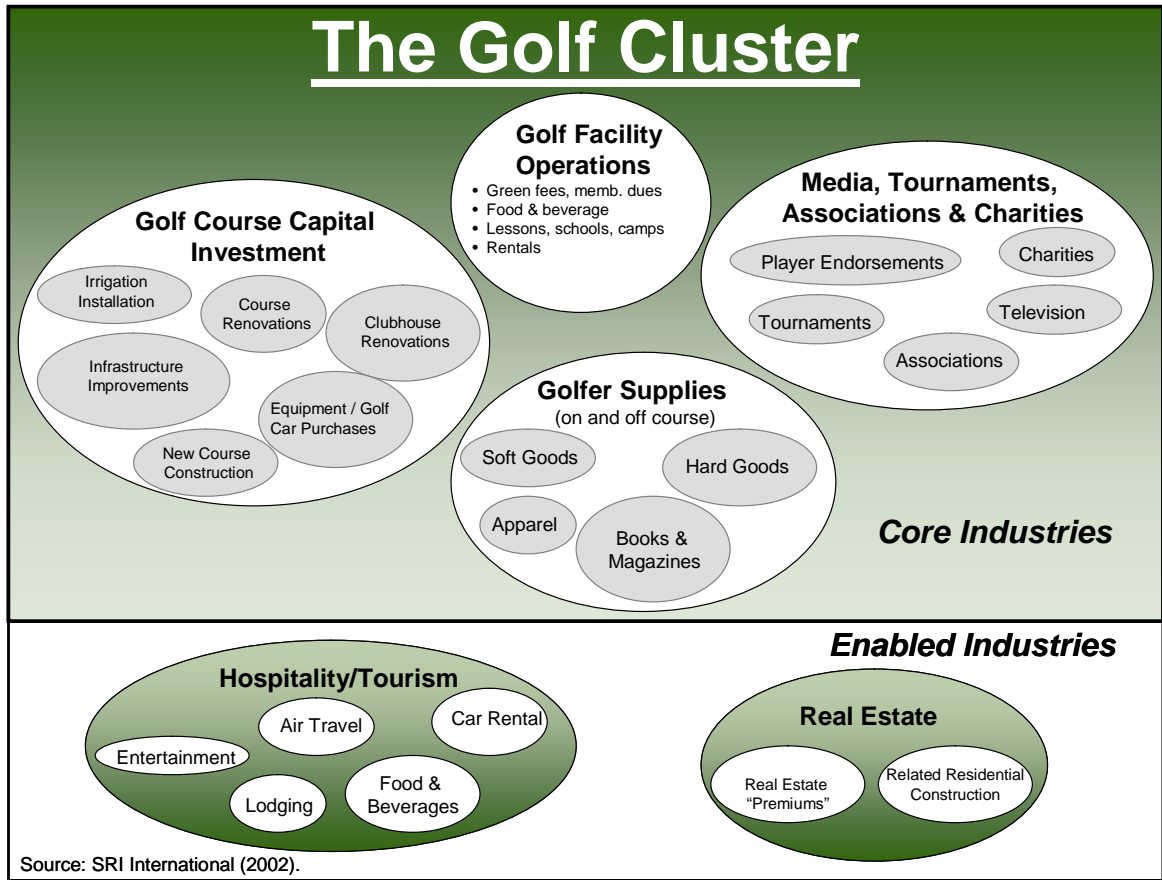 The Golf Cluster
Golf Facility
Operations
• Green fees, memb. dues
• Food & beverage
• Lessons, schools, camps
• Rentals
Golf Course Capital
Investment
Irrigation
Installation
Course
Renovations
Clubhouse
Renovations
Infrastructure
Improvements
Equipment / Golf
Car Purchases
New Course
Construction
Media, Tournaments,
Associations & Charities
Player Endorsements
Charities
Tournaments
Television
Associations
Golfer Supplies
(on and off course)
Soft Goods
Hard Goods
Apparel
Books &
Magazines
Core Industries
Enabled Industries
Hospitality/Tourism
Air Travel
Car Rental
Entertainment
Lodging
Food &
Beverages
Real Estate
Real Estate
“Premiums”
Related Residential
Construction
Source: SRI International (2002).